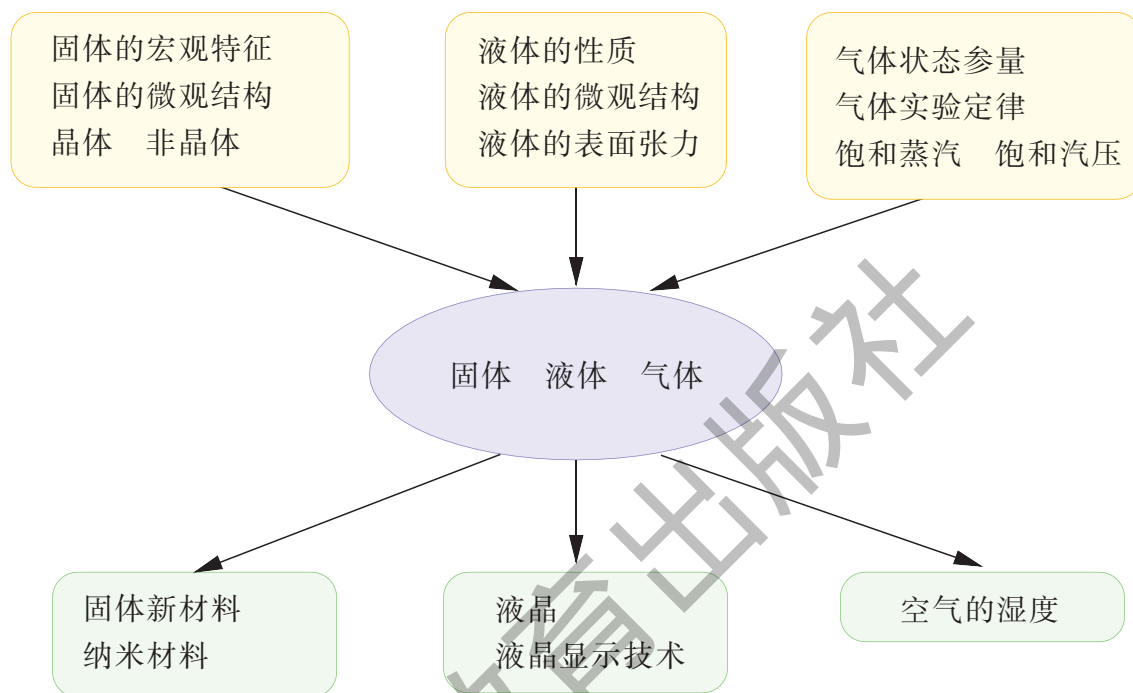 固体的宏观特征
固体的微观结构
晶体 非晶体
液体的性质
液体的微观结构
液体的表面张力
气体状态参量
气体实验定律
饱和蒸汽 饱和汽压
固体 液体 气体
固体新材料
纳米材料
液晶
液晶显示技术
空气的湿度
教育出版社